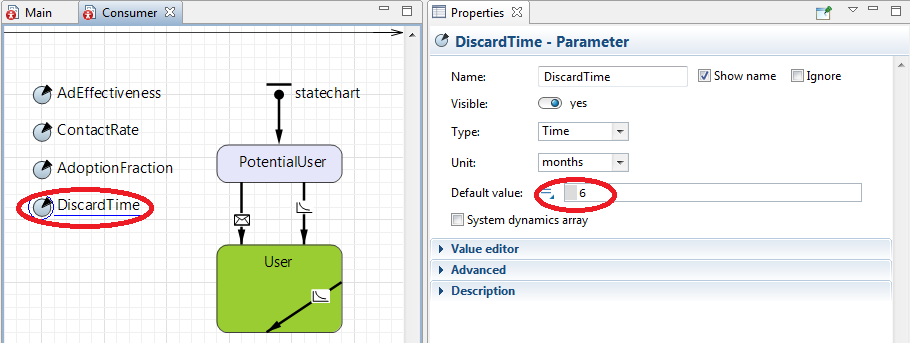 Main
Consumer
AdEffectiveness
ContactRate
AdoptionFraction
DiscardTime
statechart
PotentialUser
User
Properties
DiscardTime - Parameter
Name: DiscardTime Show name Ignore
Visible: yes
Type: Time
Unit: months
Default value: 6
System dynamics array
Value editor
Advanced
Description